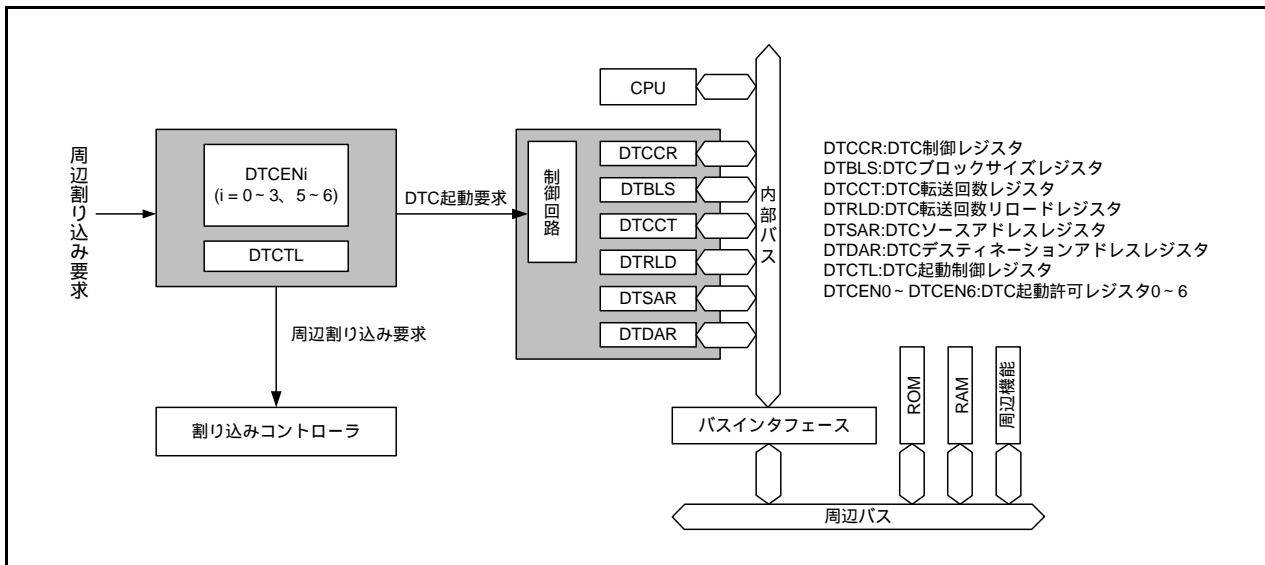 CPU
周辺割り込み要求
DTCENi
(i = 0~3、5~6)
DTCTL
DTC起動要求
制御回路
DTCCR
DTBLS
DTCCT
DTRLD
DTSAR
DTDAR
内部バス
DTCCR:DTC制御レジスタ
DTBLS:DTCブロックサイズレジスタ
DTCCT:DTC転送回数レジスタ
DTRLD:DTC転送回数リロードレジスタ
DTSAR:DTCソースアドレスレジスタ
DTDAR:DTCデスティネーションアドレスレジスタ
DTCTL:DTC起動制御レジスタ
DTCEN0~DTCEN6:DTC起動許可レジスタ0~6
周辺割り込み要求
割り込みコントローラ
バスインタフェース
ROM
RAM
周辺機能
周辺バス